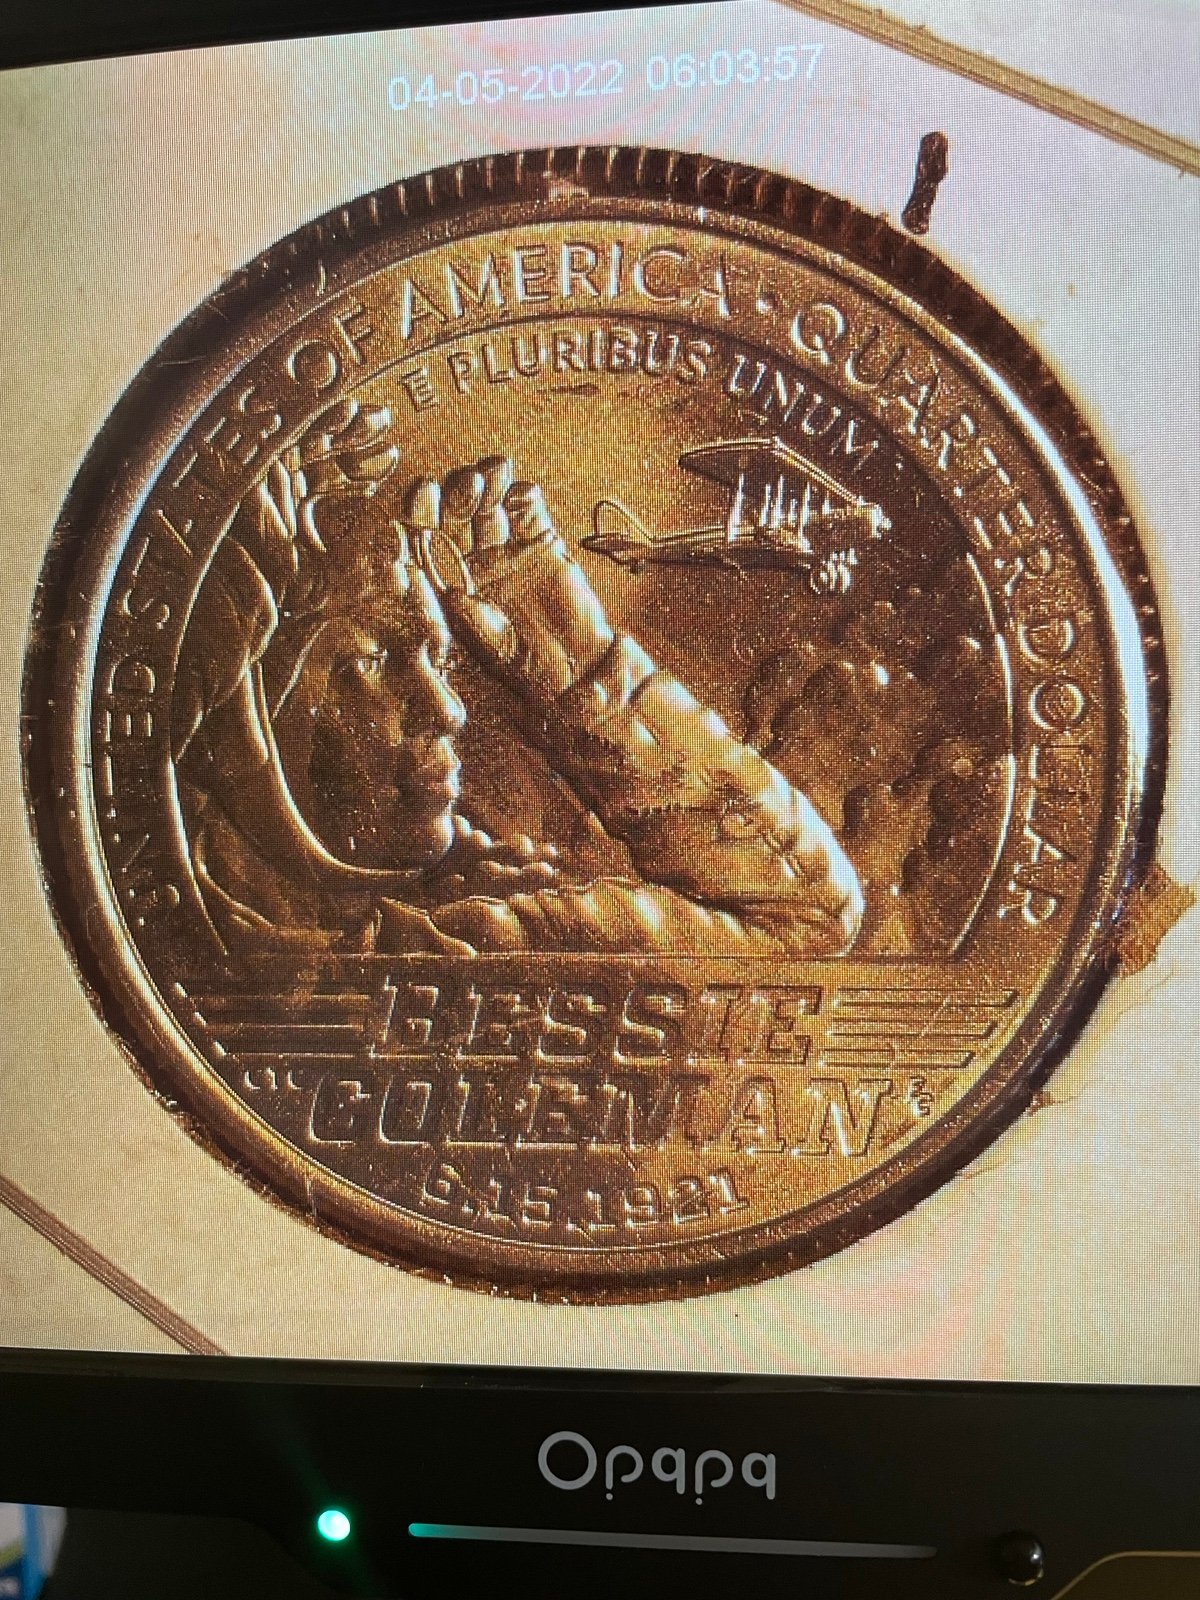 04-05-2022 06:03:57
UNITED STATES OF AMERICA · QUARTER DOLLAR
E PLURIBUS UNUM
BESSIE
COLEMAN
6.15.1921